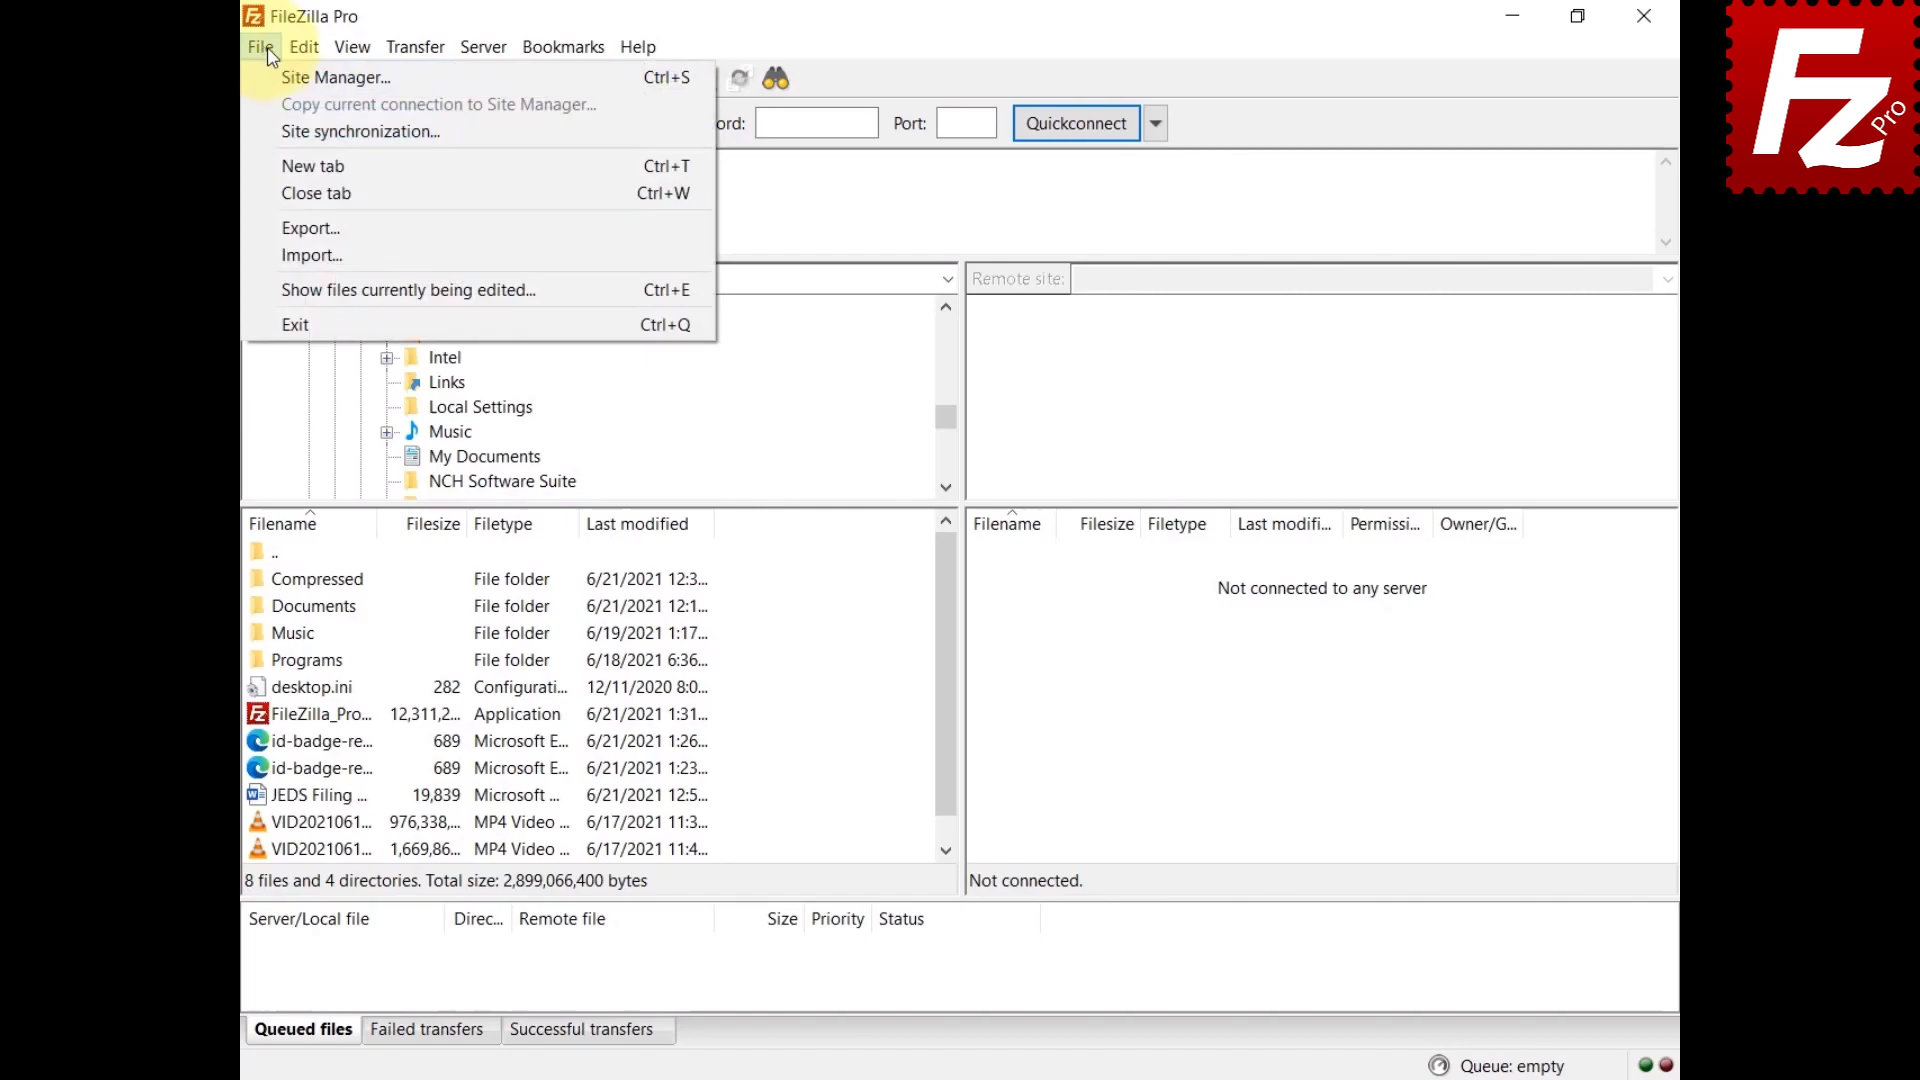 FileZilla Pro
File Edit View Transfer Server Bookmarks Help
Site Manager... Ctrl+S
Copy current connection to Site Manager...
Site synchronization...
New tab Ctrl+T
Close tab Ctrl+W
Export...
Import...
Show files currently being edited... Ctrl+E
Exit Ctrl+Q
ord: Port: Quickconnect
Remote site:
Intel
Links
Local Settings
Music
My Documents
NCH Software Suite
Filename Filesize Filetype Last modified
..
Compressed File folder 6/21/2021 12:3...
Documents File folder 6/21/2021 12:1...
Music File folder 6/19/2021 1:17...
Programs File folder 6/18/2021 6:36...
desktop.ini 282 Configurati... 12/11/2020 8:0...
FileZilla_Pro... 12,311,2... Application 6/21/2021 1:31...
id-badge-re... 689 Microsoft E... 6/21/2021 1:26...
id-badge-re... 689 Microsoft E... 6/21/2021 1:23...
JEDS Filing ... 19,839 Microsoft ... 6/21/2021 12:5...
VID2021061... 976,338,... MP4 Video ... 6/17/2021 11:3...
VID2021061... 1,669,86... MP4 Video ... 6/17/2021 11:4...
8 files and 4 directories. Total size: 2,899,066,400 bytes
Filename Filesize Filetype Last modifi... Permissi... Owner/G...
Not connected to any server
Not connected.
Server/Local file Direc... Remote file Size Priority Status
Queued files Failed transfers Successful transfers
Queue: empty
Fz Pro